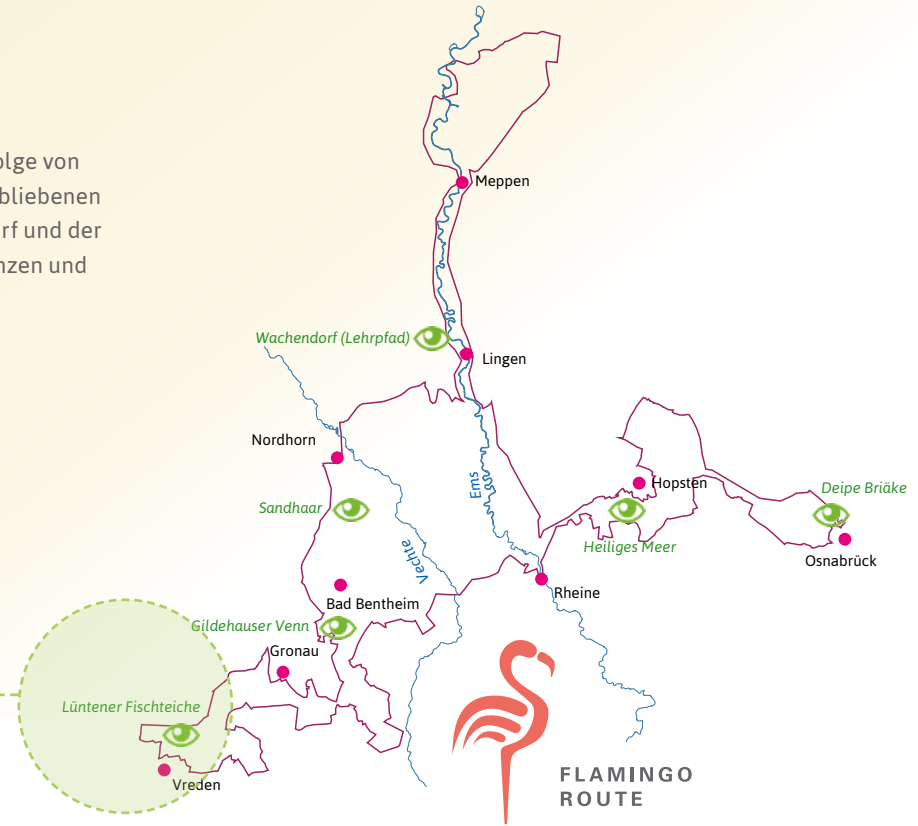 olge von
bliebenen
rf und der
nzen und
Meppen
Wachendorf (Lehrpfad)
Lingen
Nordhorn
Ems
Hopsten
Sandhaar
Deipe Briäke
Heiliges Meer
Osnabrück
Vechte
Bad Bentheim
Rheine
Gildehauser Venn
Gronau
Lüntener Fischteiche
Vreden
FLAMINGO
ROUTE